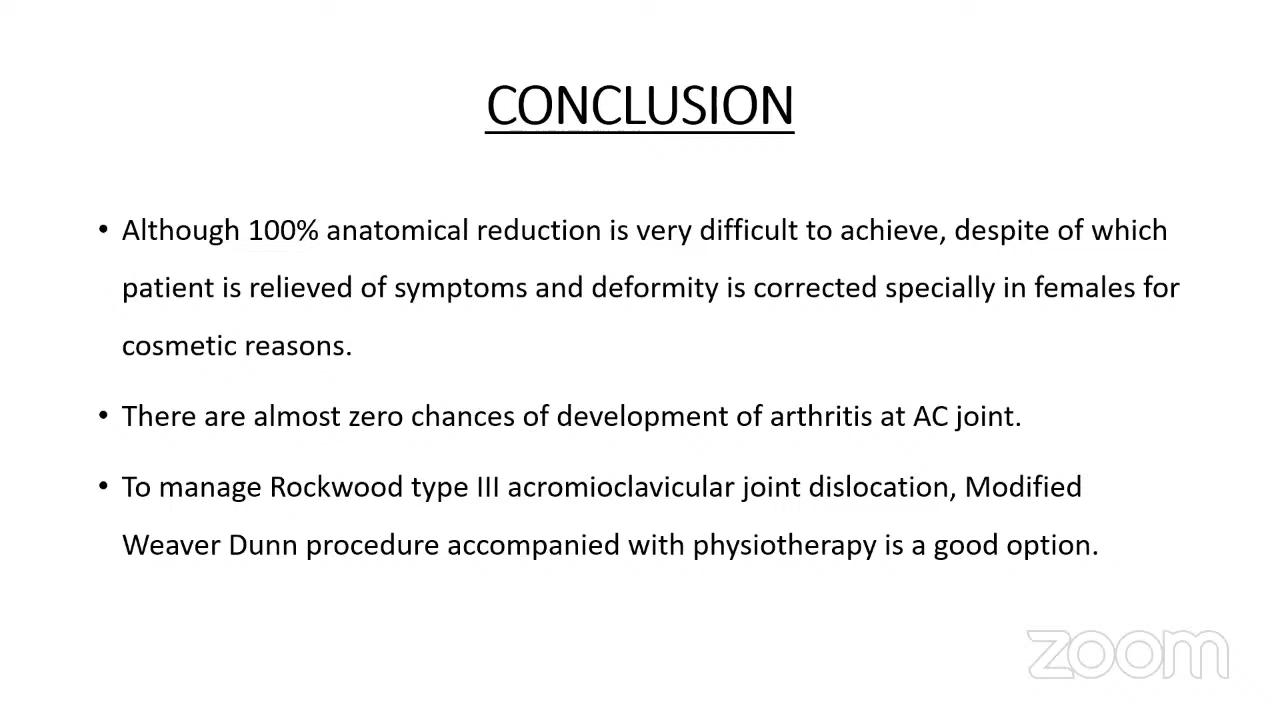 CONCLUSION
• Although 100% anatomical reduction is very difficult to achieve, despite of which
patient is relieved of symptoms and deformity is corrected specially in females for
cosmetic reasons.
• There are almost zero chances of development of arthritis at AC joint.
• To manage Rockwood type III acromioclavicular joint dislocation, Modified
Weaver Dunn procedure accompanied with physiotherapy is a good option.
zoom